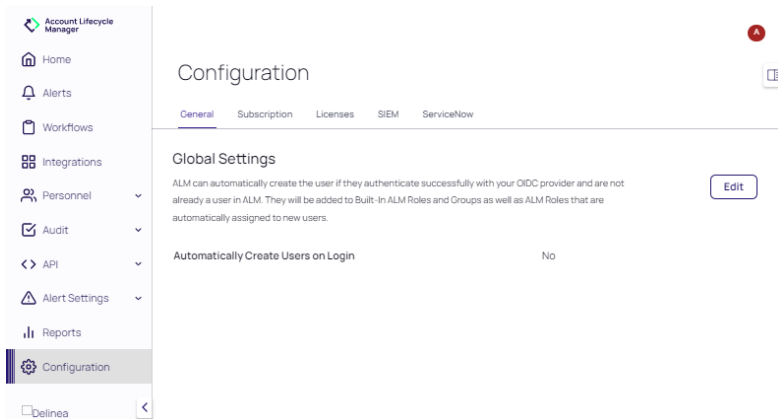 Account Lifecycle
Manager
A
Home
Configuration
Alerts
General Subscription Licenses SIEM ServiceNow
Workflows
Global Settings
Integrations
ALM can automatically create the user if they authenticate successfully with your OIDC provider and are not
already a user in ALM. They will be added to Built-In ALM Roles and Groups as well as ALM Roles that are
automatically assigned to new users.
Edit
Personnel
Audit
Automatically Create Users on Login No
API
Alert Settings
Reports
Configuration
Delinea